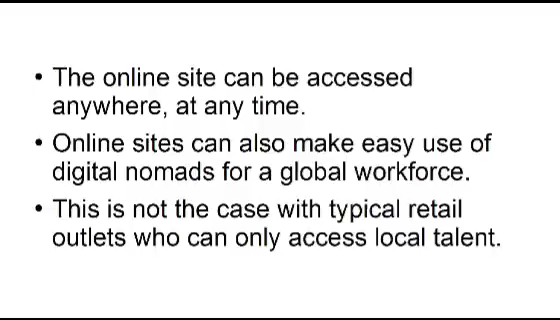 • The online site can be accessed
anywhere, at any time.
• Online sites can also make easy use of
digital nomads for a global workforce.
• This is not the case with typical retail
outlets who can only access local talent.